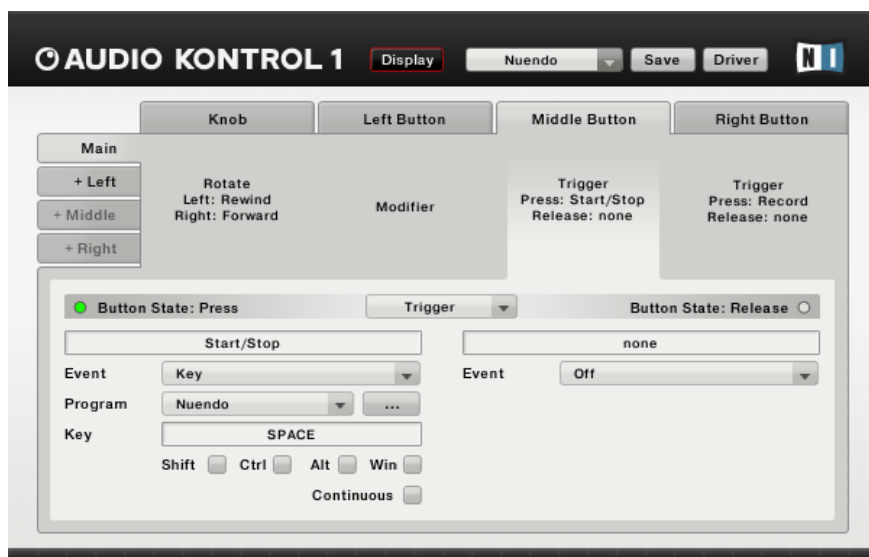 AUDIO KONTROL 1 Display Nuendo Save Driver NI
Knob Left Button Middle Button Right Button
Main
+ Left
+ Middle
+ Right
Rotate
Left: Rewind
Right: Forward
Modifier
Trigger
Press: Start/Stop
Release: none
Trigger
Press: Record
Release: none
Button State: Press Trigger Button State: Release
Start/Stop none
Event Key Event Off
Program Nuendo ...
Key SPACE
Shift Ctrl Alt Win
Continuous